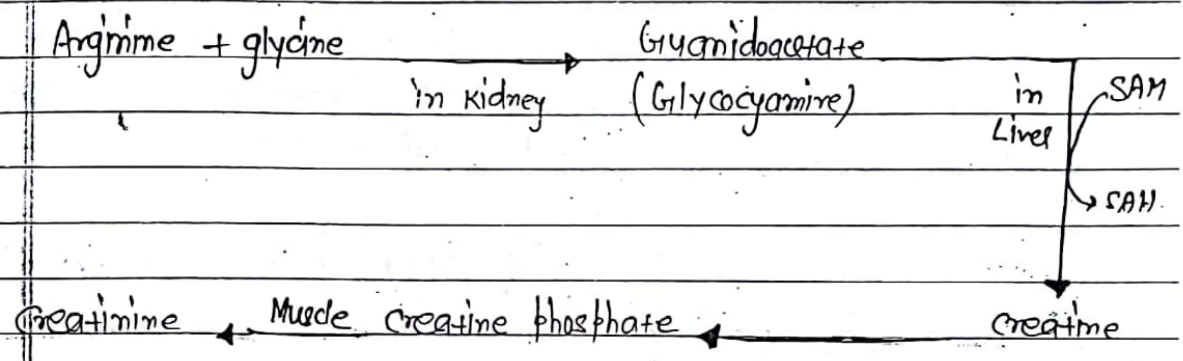 Arginine + glycine Guanidoacetate
in kidney (Glycocyamine) in SAM
Liver
SAH.
Creatinine Muscle Creatine phosphate Creatine